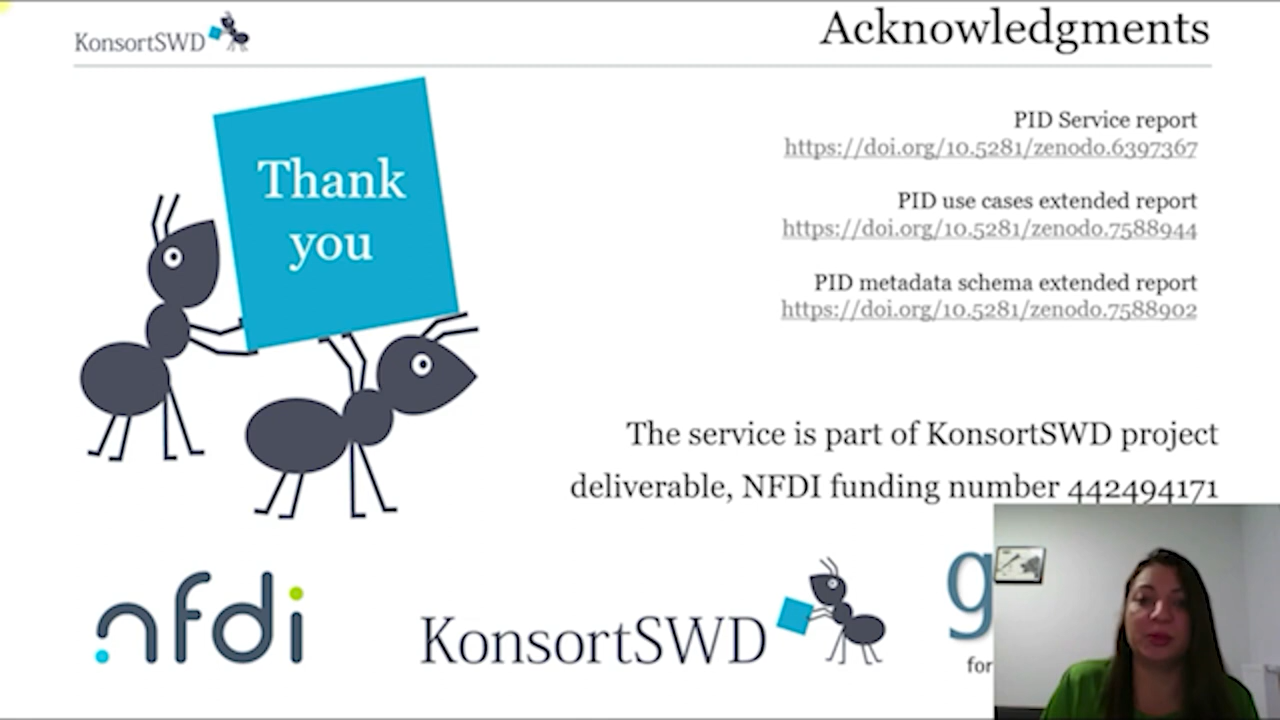 KonsortSWD
Acknowledgments
Thank
you
PID Service report
https://doi.org/10.5281/zenodo.6397367
PID use cases extended report
https://doi.org/10.5281/zenodo.7588944
PID metadata schema extended report
https://doi.org/10.5281/zenodo.7588902
The service is part of KonsortSWD project
deliverable, NFDI funding number 442494171
nfdi
KonsortSWD
g
for